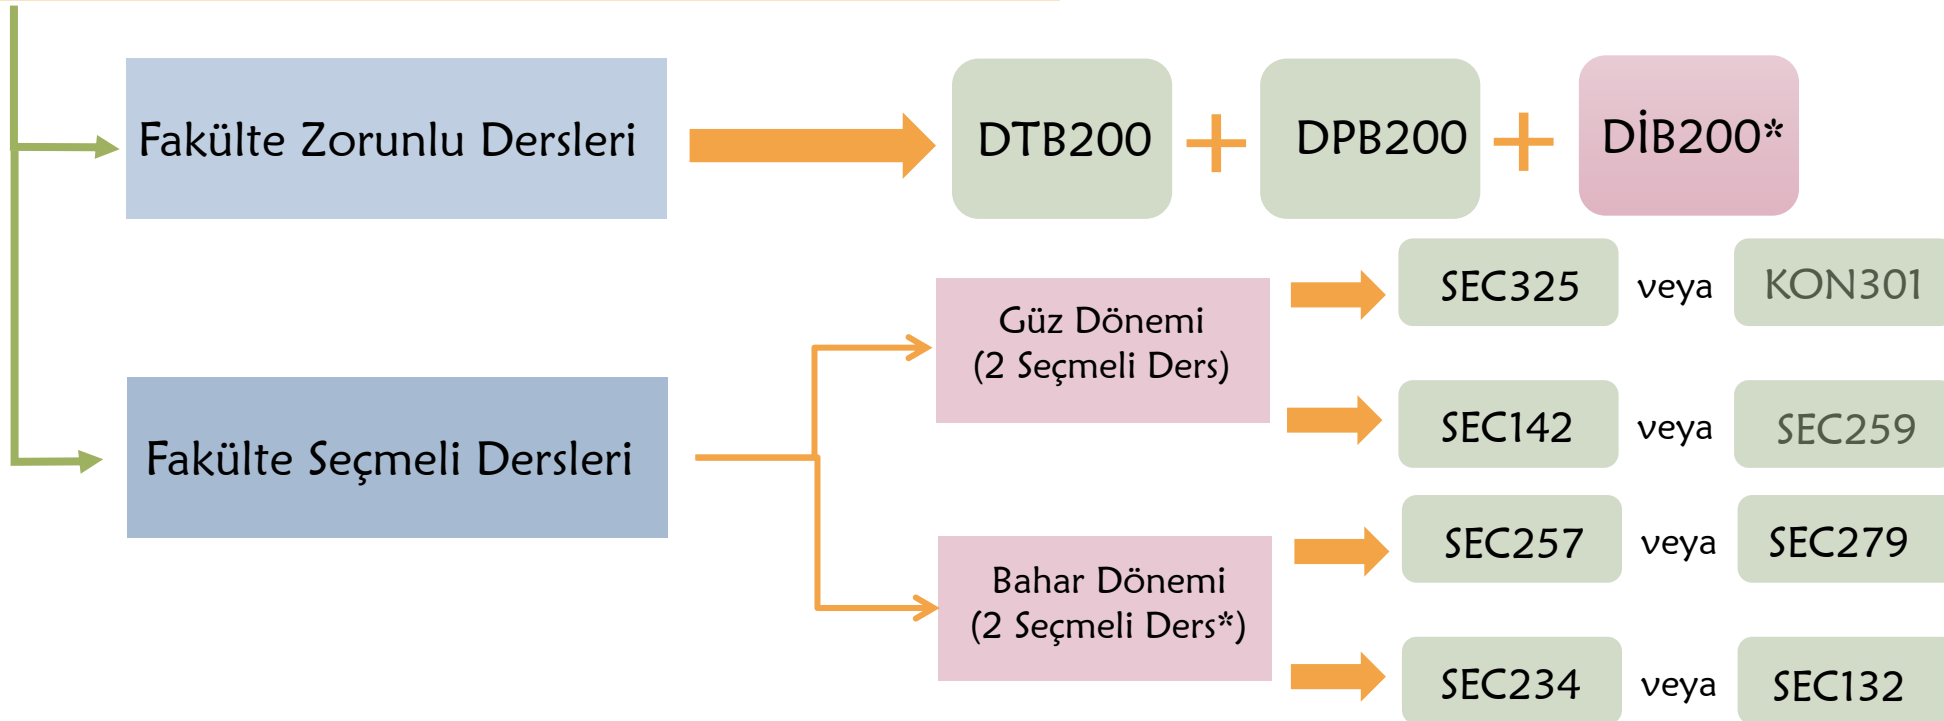 Fakülte Zorunlu Dersleri
DTB200 + DPB200 + DİB200*
Fakülte Seçmeli Dersleri
Güz Dönemi
(2 Seçmeli Ders)
SEC325 veya KON301
SEC142 veya SEC259
Bahar Dönemi
(2 Seçmeli Ders*)
SEC257 veya SEC279
SEC234 veya SEC132